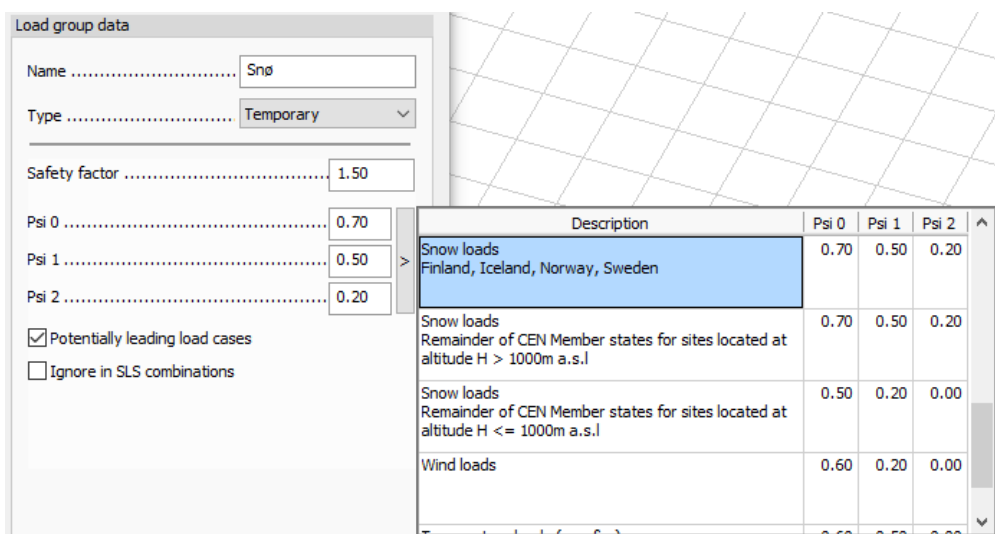 Load group data
Name Snø
Type Temporary
Safety factor 1.50
Psi 0 0.70
Psi 1 0.50 >
Psi 2 0.20
Potentially leading load cases
Ignore in SLS combinations
Description Psi 0 Psi 1 Psi 2
Snow loads 0.70 0.50 0.20
Finland, Iceland, Norway, Sweden
Snow loads 0.70 0.50 0.20
Remainder of CEN Member states for sites located at
altitude H > 1000m a.s.l
Snow loads 0.50 0.20 0.00
Remainder of CEN Member states for sites located at
altitude H <= 1000m a.s.l
Wind loads 0.60 0.20 0.00